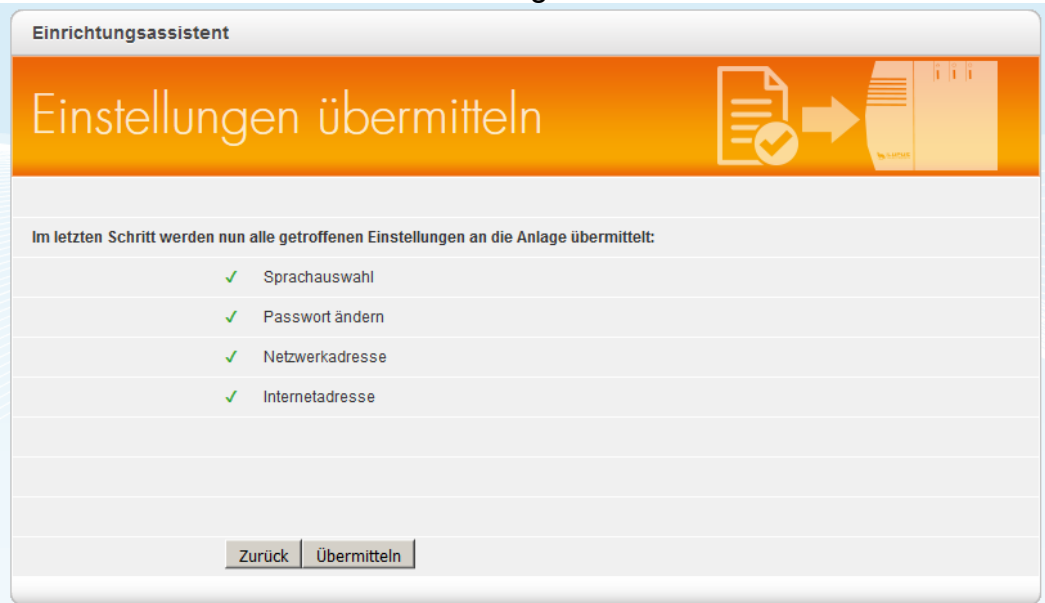 Einrichtungsassistent
Einstellungen übermitteln
Im letzten Schritt werden nun alle getroffenen Einstellungen an die Anlage übermittelt:
✓ Sprachauswahl
✓ Passwort ändern
✓ Netzwerkadresse
✓ Internetadresse
Zurück Übermitteln